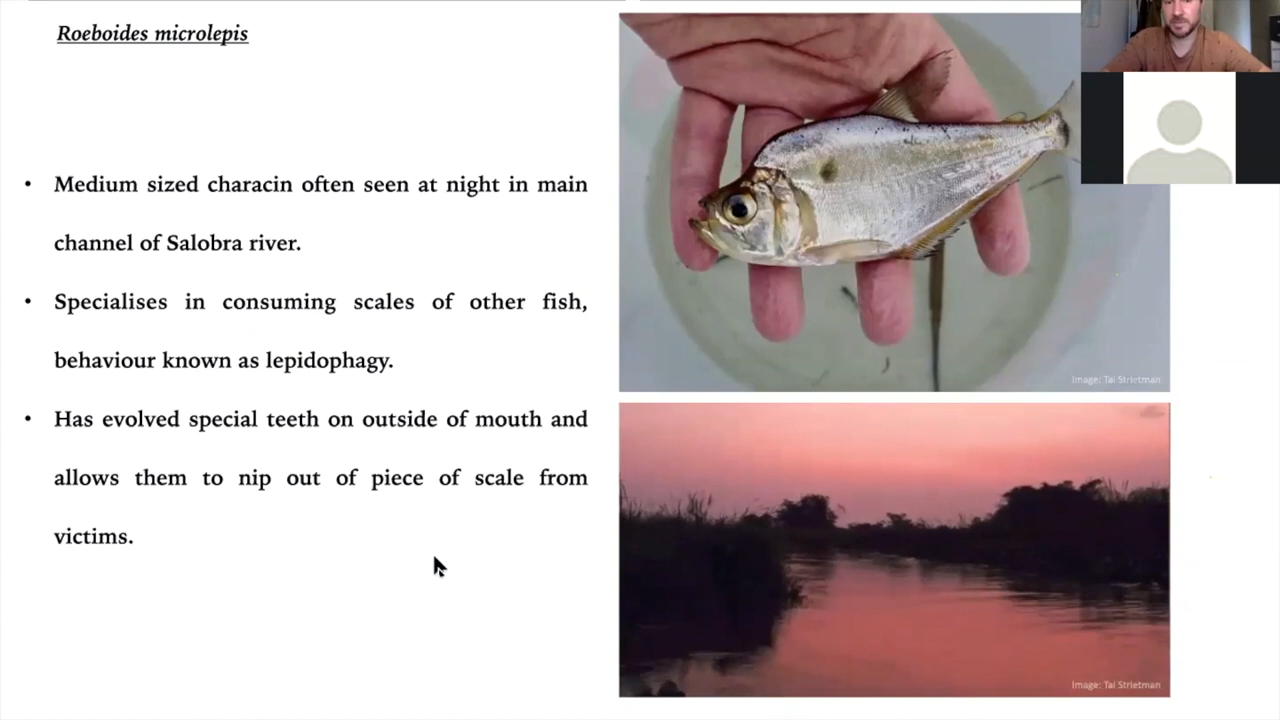 Roeboides microlepis
• Medium sized characin often seen at night in main
channel of Salobra river.
• Specialises in consuming scales of other fish,
behaviour known as lepidophagy.
• Has evolved special teeth on outside of mouth and
allows them to nip out of piece of scale from
victims.
Image: Tai Strietman
Image: Tai Strietman